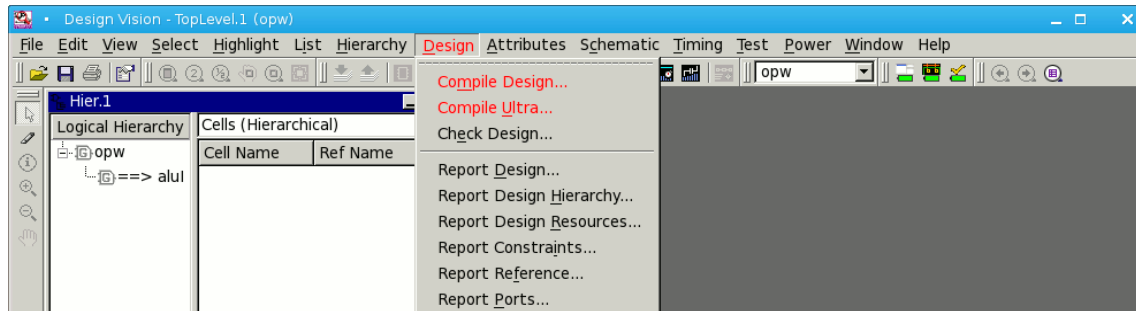 Design Vision - TopLevel.1 (opw)
File Edit View Select Highlight List Hierarchy Design Attributes Schematic Timing Test Power Window Help
opw
Hier.1
Logical Hierarchy
Cells (Hierarchical)
opw
==> alul
Cell Name Ref Name
Compile Design...
Compile Ultra...
Check Design...
Report Design...
Report Design Hierarchy...
Report Design Resources...
Report Constraints...
Report Reference...
Report Ports...